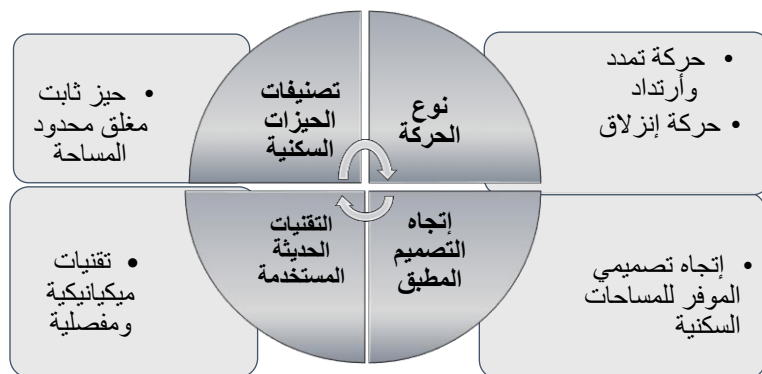 • حركة تمدد
وأرتداد
• حركة إنزلاق
نوع
الحركة
تصنيفات
الحيزات
السكنية
• حيز ثابت
مغلق محدود
المساحة
• إتجاه تصميمي
الموفر للمساحات
السكنية
إتجاه
التصميم
المطبق
التقنيات
الحديثة
المستخدمة
• تقنيات
ميكيانيكية
ومفصلية